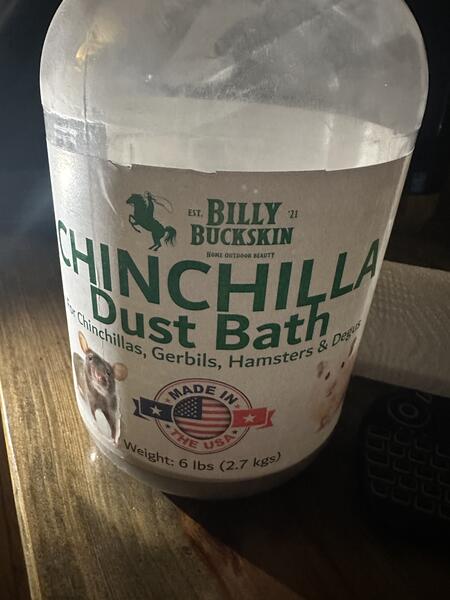 EST. BILLY '21
BUCKSKIN
HOME OUTDOOR BEAUTY
CHINCHILLA
Dust Bath
For Chinchillas, Gerbils, Hamsters & Degus
MADE IN
THE USA
Weight: 6 lbs (2.7 kgs)